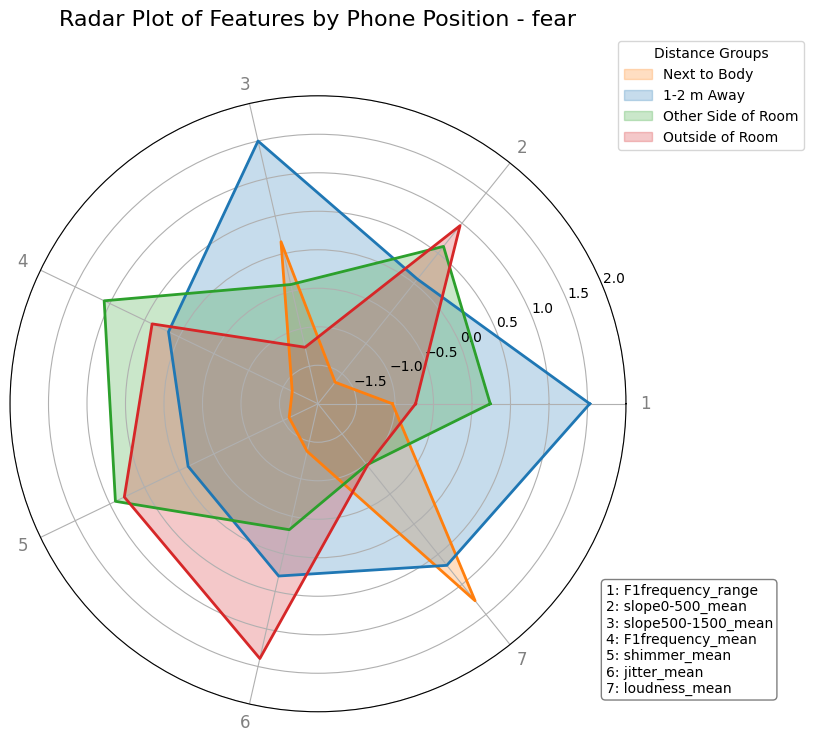 Radar Plot of Features by Phone Position - fear
Distance Groups
Next to Body
1-2 m Away
Other Side of Room
Outside of Room
3
2
4
2.0
1.5
1.0
0.5
0.0
−0.5
−1.0
−1.5
1
5
7
6
1: F1frequency_range
2: slope0-500_mean
3: slope500-1500_mean
4: F1frequency_mean
5: shimmer_mean
6: jitter_mean
7: loudness_mean